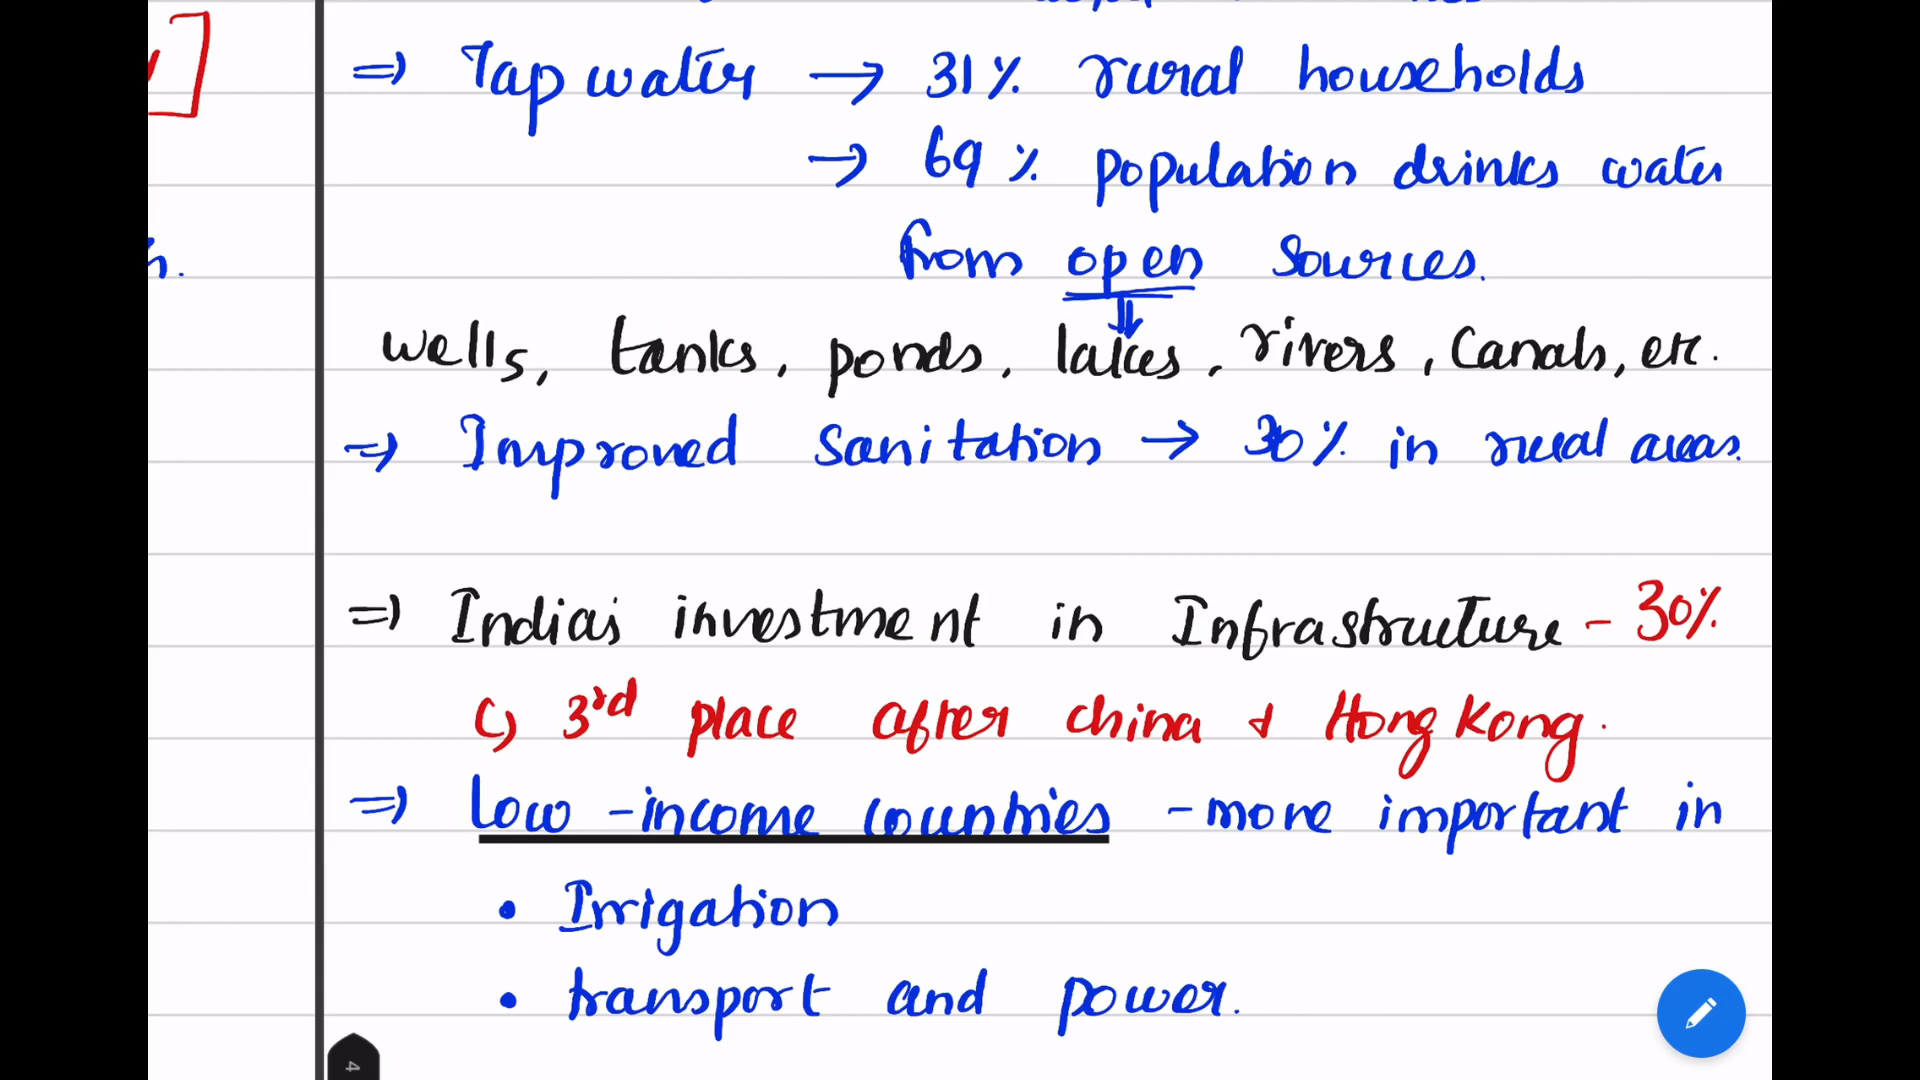 ⇒ Tap water → 31% rural households
→ 69% population drinks water
from open sources.
wells, tanks, ponds, lakes, rivers, Canals, etc.
⇒ Improved sanitation → 30% in rural areas.
⇒ India's investment in Infrastructure - 30%
↳ 3rd place after china & Hong Kong.
⇒ Low-income countries - more important in
• Irrigation
• transport and power.
4